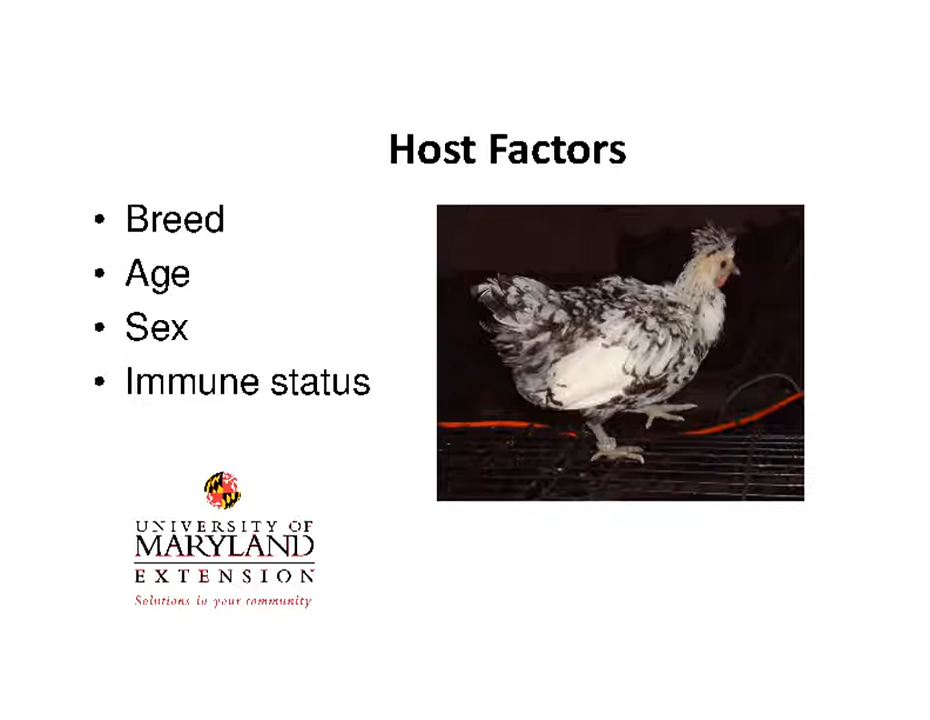 Host Factors
• Breed
• Age
• Sex
• Immune status
UNIVERSITY OF
MARYLAND
EXTENSION
Solutions in your community